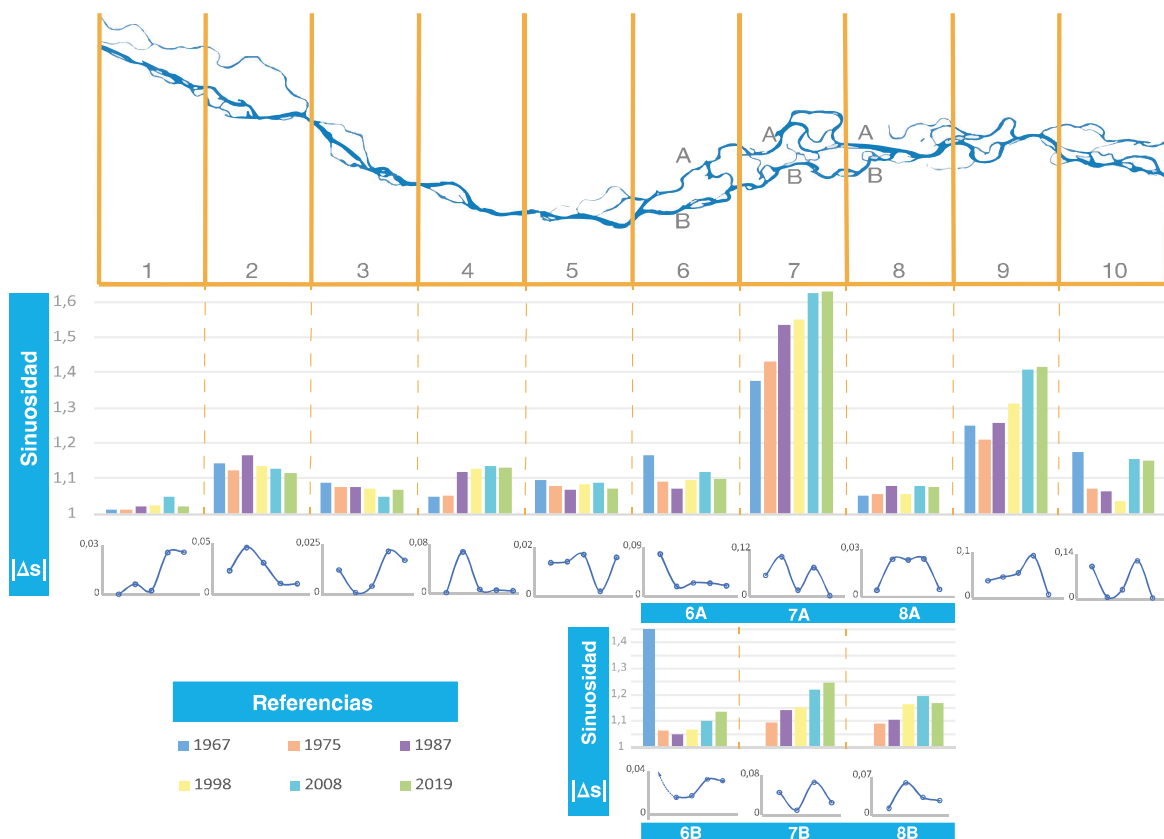 A
A
A
B
B
B
1 2 3 4 5 6 7 8 9 10
Sinuosidad
1,6
1,5
1,4
1,3
1,2
1,1
1
|Δs|
0,03 0,05 0,025 0,08 0,02 0,09 0,12 0,03 0,1 0,14
0 0 0 0 0 0 0 0 0 0
6A 7A 8A
Sinuosidad
1,4
1,3
1,2
1,1
1
|Δs|
0,04 0,08 0,07
0 0 0
6B 7B 8B
Referencias
1967 1975 1987
1998 2008 2019